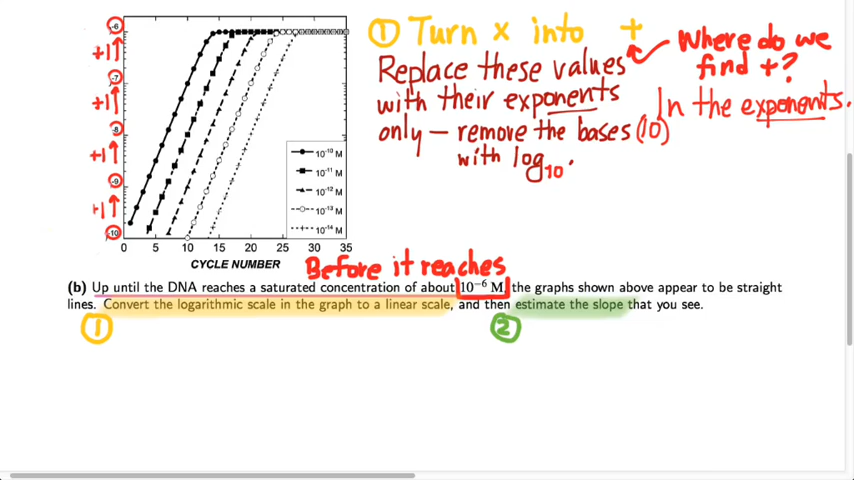 ① Turn x into +
Where do we
find +?
In the exponents.
Replace these values
with their exponents
only – remove the bases (10)
with log10.
-6
+1
-7
+1
-8
+1
-9
+1
-10
10⁻¹⁰ M
10⁻¹¹ M
10⁻¹² M
10⁻¹³ M
10⁻¹⁴ M
0 5 10 15 20 25 30 35
CYCLE NUMBER
Before it reaches
(b) Up until the DNA reaches a saturated concentration of about 10⁻⁶ M, the graphs shown above appear to be straight
lines. Convert the logarithmic scale in the graph to a linear scale, and then estimate the slope that you see.
① ②